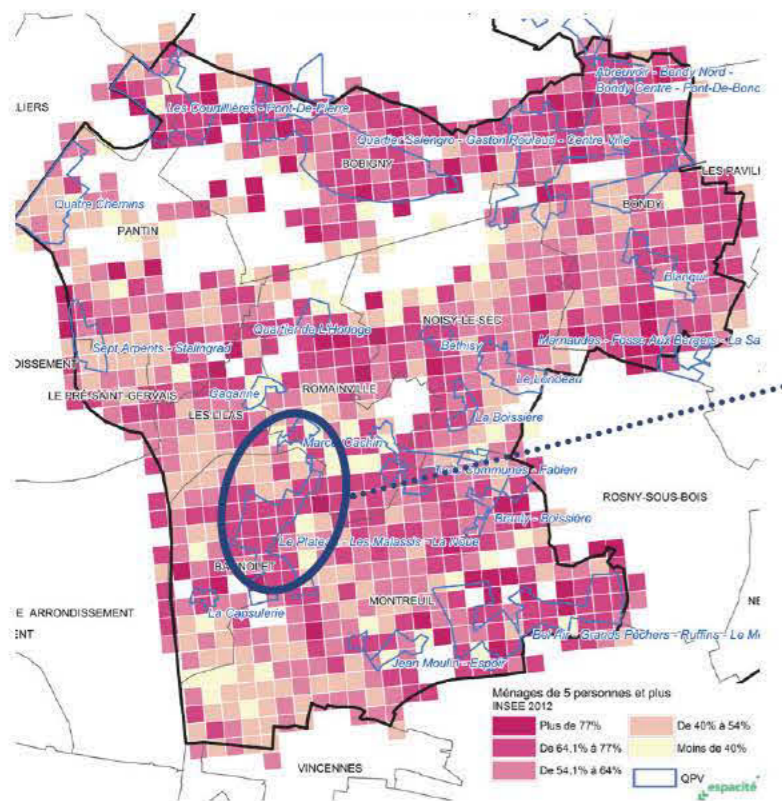 Abreuvoir - Bondy Nord -
Bondy Centre - Pont-De-Bond
LIERS
Les Courtillières - Pont-De-Pierre
Quartier Salengro - Gaston Roulaud - Centre Ville
BOBIGNY
LES PAVILI
Quatre Chemins
BONDY
PANTIN
Blanqui
NOISY-LE-SEC
Quartier de L'Horloge
Béthisy
Marnaudes - Fosse Aux Bergers - La Sa
Sept Arpents - Stalingrad
DISSEMENT
Le Londeau
Gagarine
ROMAINVILLE
LE PRÉ-SAINT-GERVAIS
LES LILAS
La Boissière
Marcel Cachin
Trois Communes - Fabien
ROSNY-SOUS-BOIS
Branly - Boissière
Le Plateau - Les Malassis - La Noue
BAGNOLET
MONTREUIL
NE
La Capsulerie
E ARRONDISSEMENT
ENT
Bel Air - Grands Pêchers - Ruffins - Le M
Jean Moulin - Espoir
Ménages de 5 personnes et plus
INSEE 2012
Plus de 77%
De 40% à 54%
De 64,1% à 77%
Moins de 40%
De 54,1% à 64%
QPV
VINCENNES
espacité